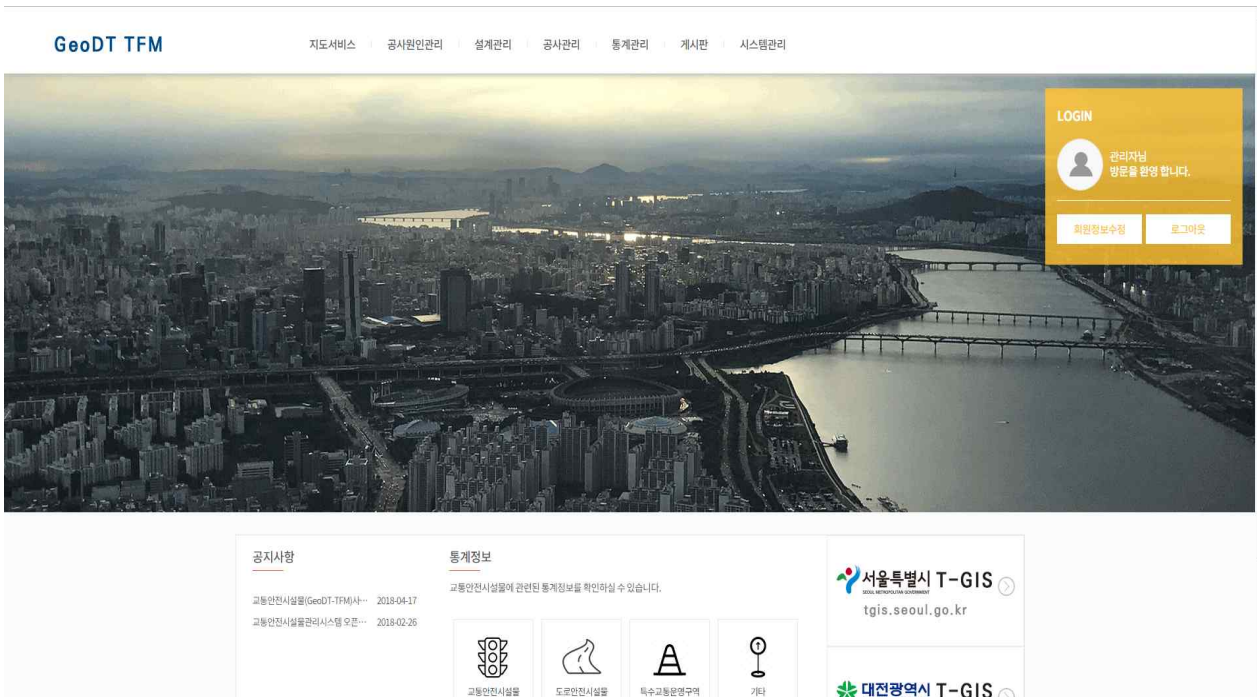 GeoDT TFM
지도서비스
공사원인관리
설계관리
공사관리
통계관리
게시판
시스템관리
LOGIN
관리자님
방문을 환영 합니다.
회원정보수정
로그아웃
공지사항
교통안전시설물(GeoDT-TFM)사··· 2018-04-17
교통안전시설물관리시스템 오픈··· 2018-02-26
통계정보
교통안전시설물에 관련된 통계정보를 확인하실 수 있습니다.
교통안전시설물
도로안전시설물
특수교통운영구역
기타
서울특별시 T-GIS
SEOUL METROPOLITAN GOVERNMENT
tgis.seoul.go.kr
대전광역시 T-GIS